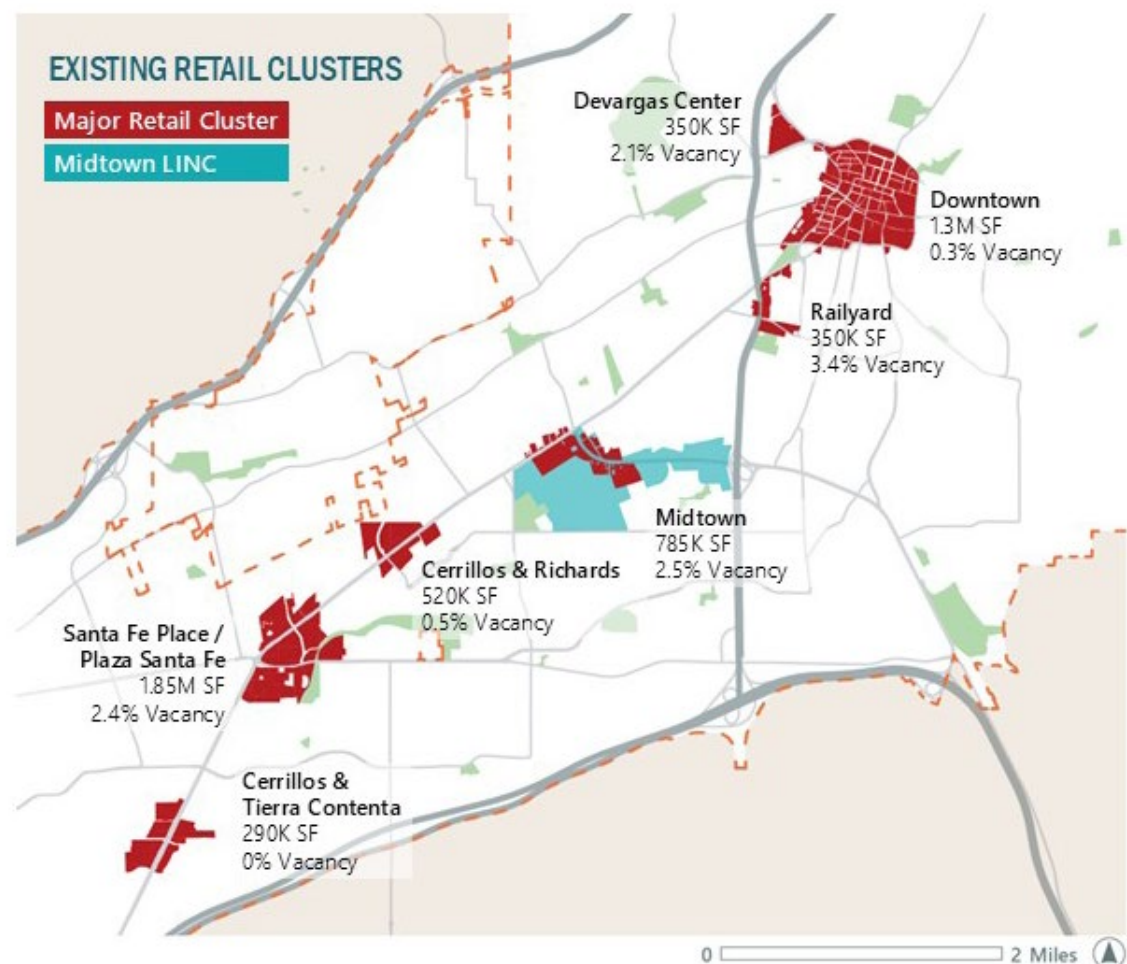 EXISTING RETAIL CLUSTERS
Major Retail Cluster
Midtown LINC
Devargas Center
350K SF
2.1% Vacancy
Downtown
1.3M SF
0.3% Vacancy
Railyard
350K SF
3.4% Vacancy
Midtown
785K SF
2.5% Vacancy
Cerrillos & Richards
520K SF
0.5% Vacancy
Santa Fe Place /
Plaza Santa Fe
1.85M SF
2.4% Vacancy
Cerrillos &
Tierra Contenta
290K SF
0% Vacancy
0 2 Miles